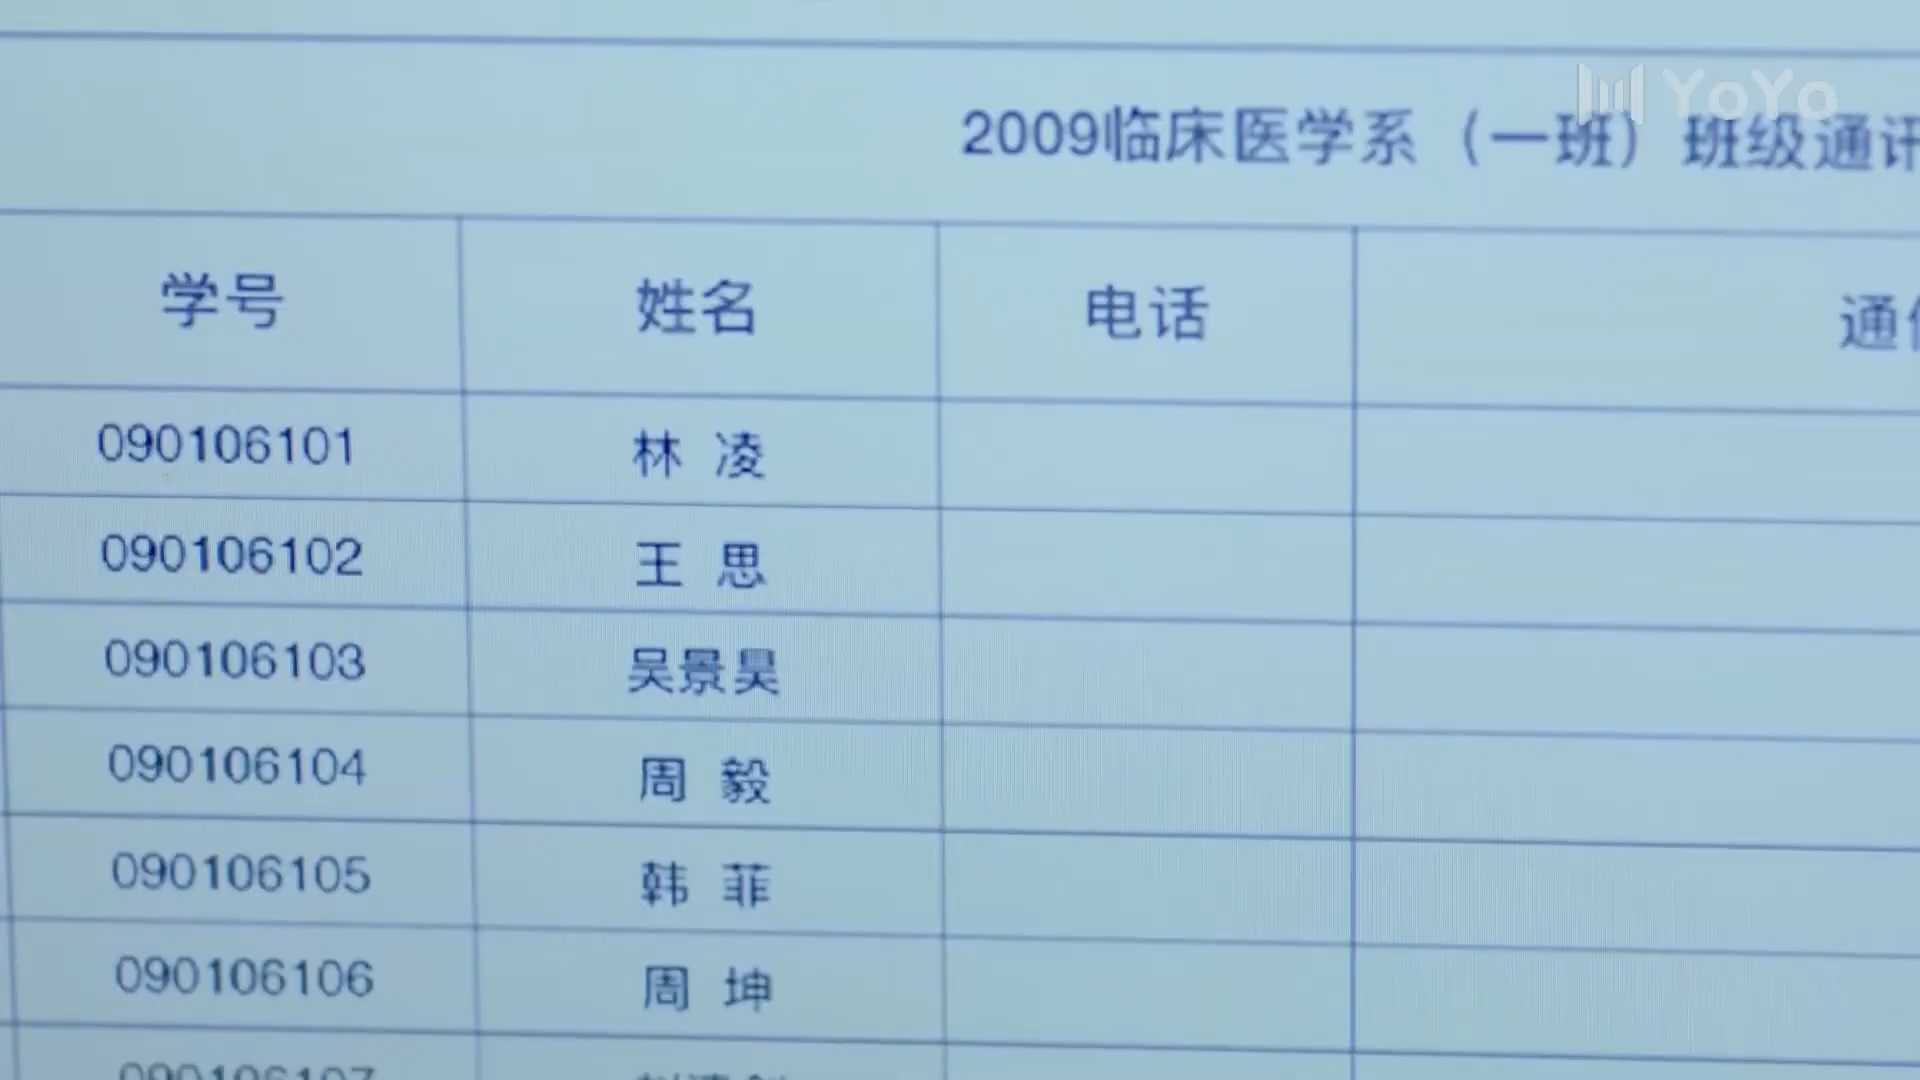 YoYo
2009临床医学系（一班）班级通讯
学号 姓名 电话 通
090106101 林 凌
090106102 王 思
090106103 吴景昊
090106104 周 毅
090106105 韩 菲
090106106 周 坤
090106107